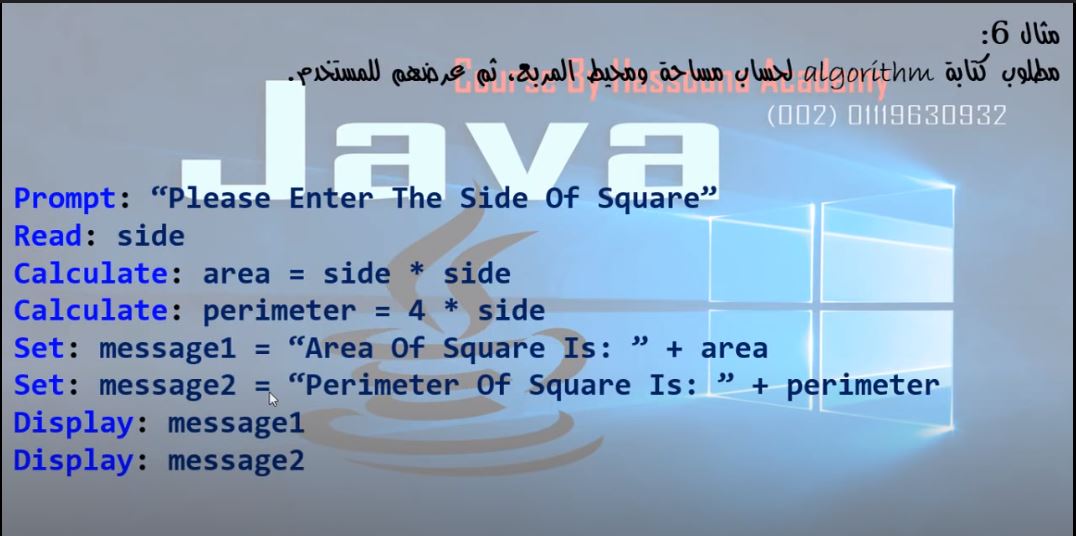 مثال 6:
مطلوب كتابة algorithm لحساب مساحة ومحيط المربع، ثم عرضهم للمستخدم.
Course By Hassouna Academy
(002) 01119630932
Java
Prompt: “Please Enter The Side Of Square”
Read: side
Calculate: area = side * side
Calculate: perimeter = 4 * side
Set: message1 = “Area Of Square Is: ” + area
Set: message2 = “Perimeter Of Square Is: ” + perimeter
Display: message1
Display: message2